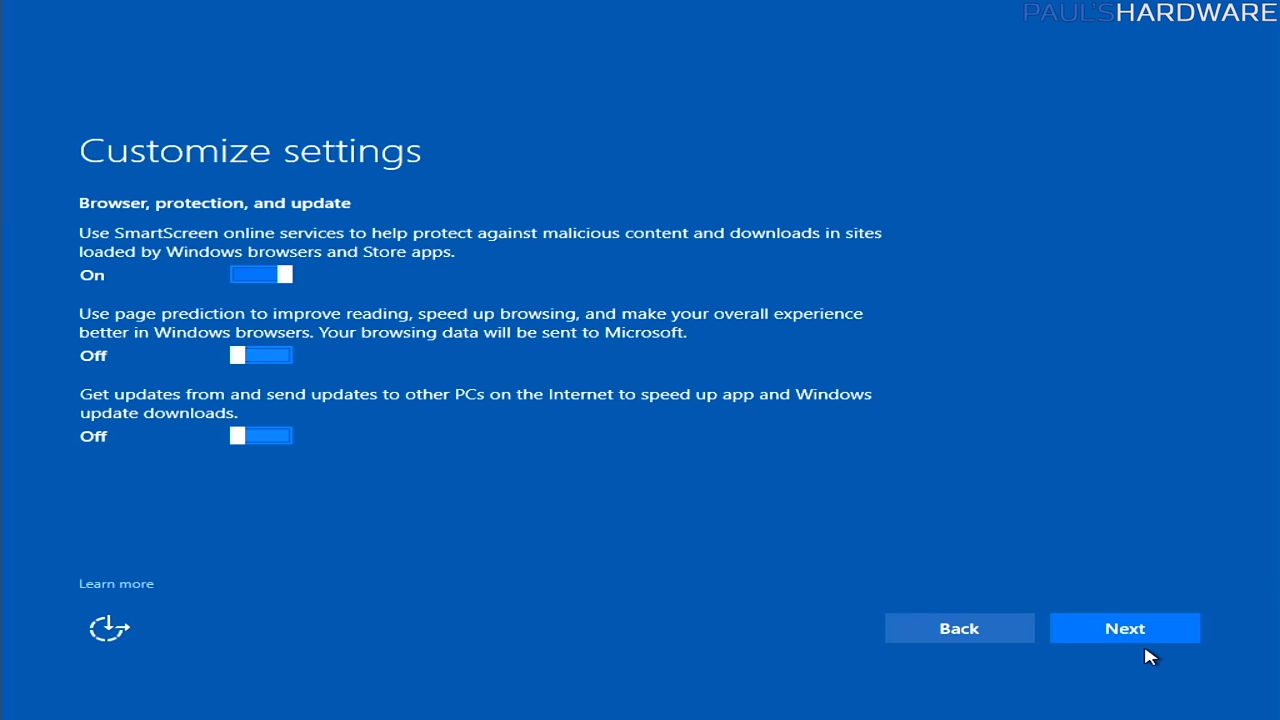 PAUL'SHARDWARE
Customize settings
Browser, protection, and update
Use SmartScreen online services to help protect against malicious content and downloads in sites
loaded by Windows browsers and Store apps.
On
Use page prediction to improve reading, speed up browsing, and make your overall experience
better in Windows browsers. Your browsing data will be sent to Microsoft.
Off
Get updates from and send updates to other PCs on the Internet to speed up app and Windows
update downloads.
Off
Learn more
Back
Next